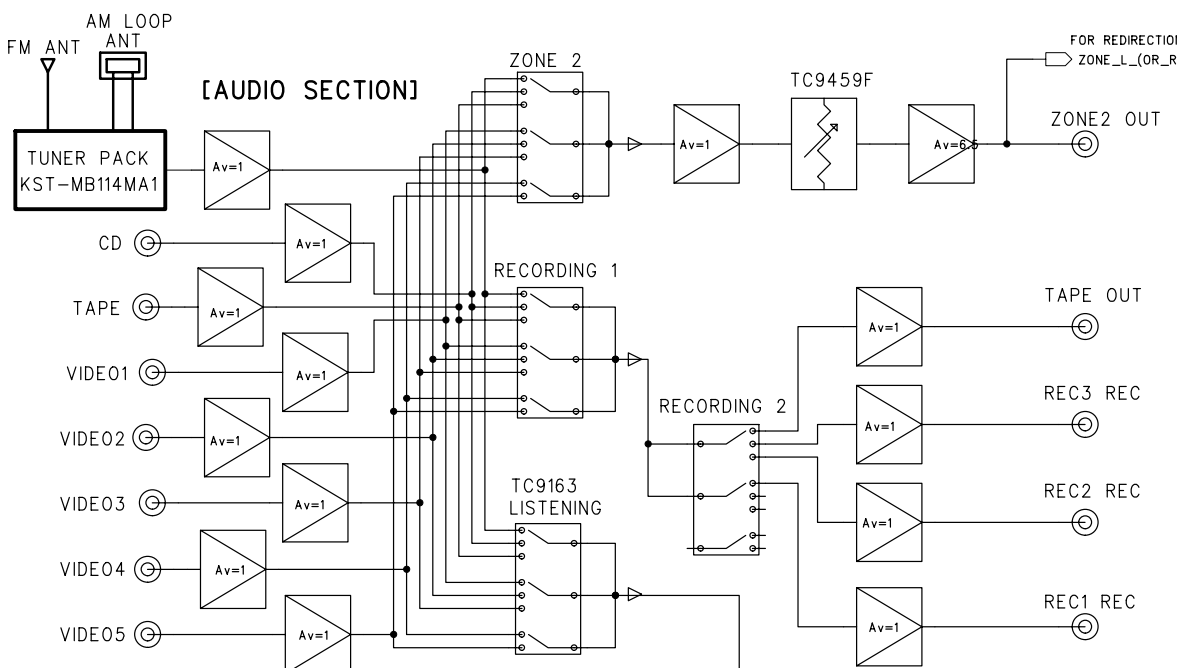 AM LOOP
ANT
FM ANT
[AUDIO SECTION]
TUNER PACK
KST-MB114MA1
Av=1
ZONE 2
Av=1
TC9459F
Av=6.5
FOR REDIRECTION
ZONE_L_(OR_R
ZONE2 OUT
CD
Av=1
TAPE
Av=1
RECORDING 1
Av=1
TAPE OUT
VIDEO1
Av=1
VIDEO2
Av=1
RECORDING 2
Av=1
REC3 REC
VIDEO3
Av=1
TC9163
LISTENING
Av=1
REC2 REC
VIDEO4
Av=1
VIDEO5
Av=1
Av=1
REC1 REC